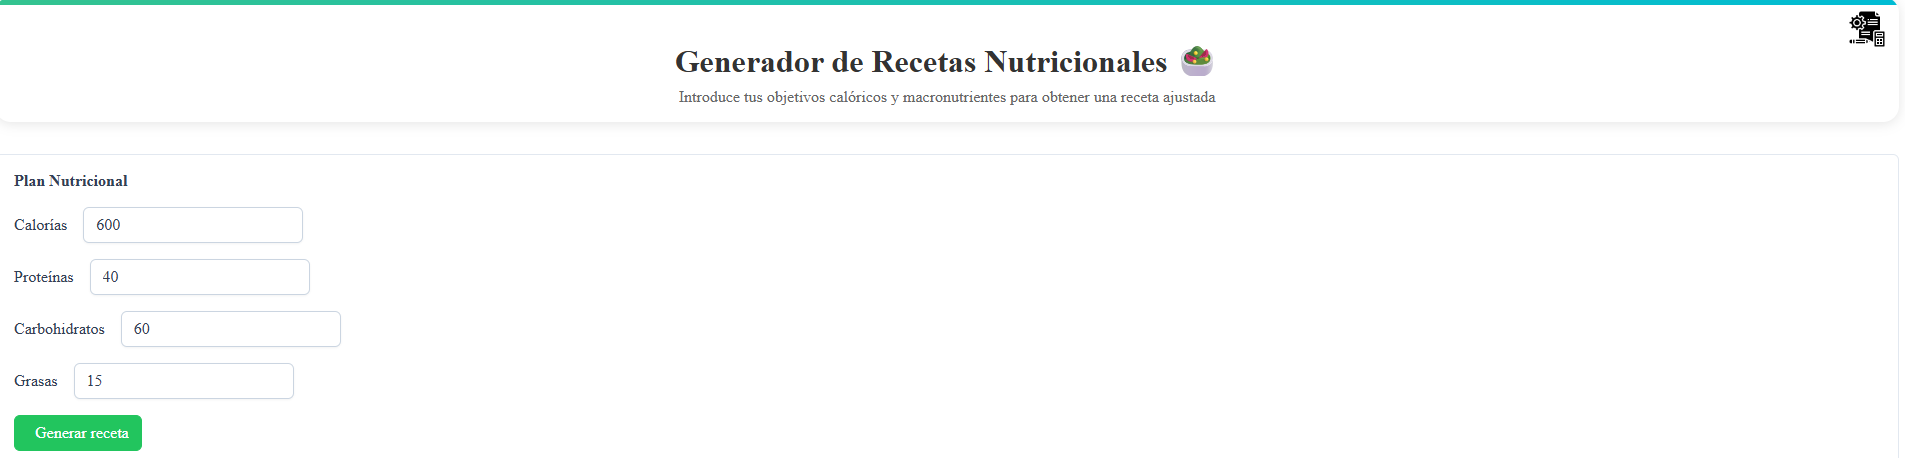 Generador de Recetas Nutricionales
Introduce tus objetivos calóricos y macronutrientes para obtener una receta ajustada
Plan Nutricional
Calorías 600
Proteínas 40
Carbohidratos 60
Grasas 15
Generar receta